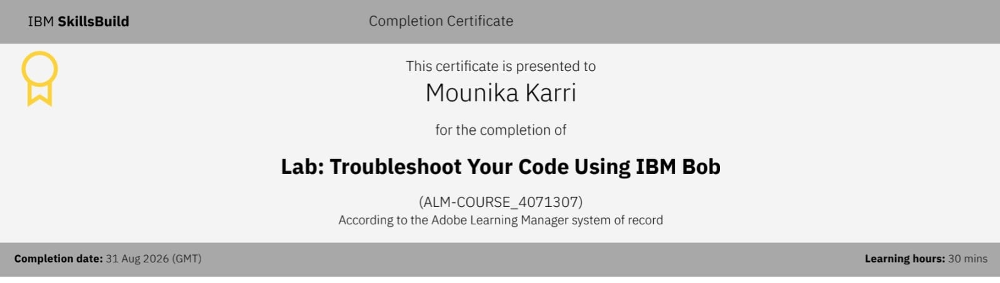 IBM SkillsBuild
Completion Certificate
This certificate is presented to
Mounika Karri
for the completion of
Lab: Troubleshoot Your Code Using IBM Bob
(ALM-COURSE_4071307)
According to the Adobe Learning Manager system of record
Completion date: 31 Aug 2026 (GMT)
Learning hours: 30 mins